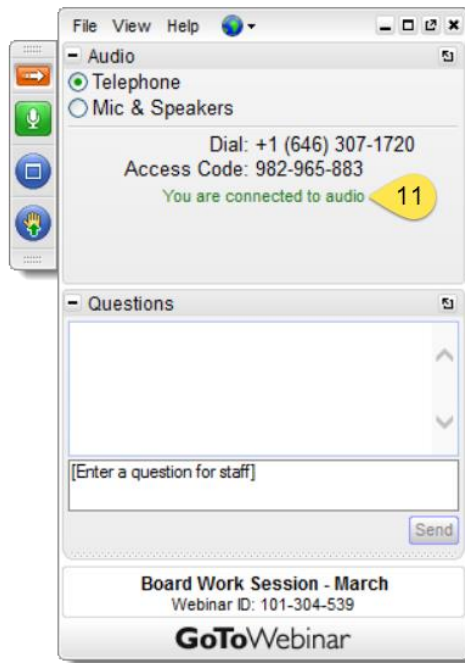 File View Help
Audio
Telephone
Mic & Speakers
Dial: +1 (646) 307-1720
Access Code: 982-965-883
You are connected to audio
11
Questions
[Enter a question for staff]
Send
Board Work Session - March
Webinar ID: 101-304-539
GoToWebinar